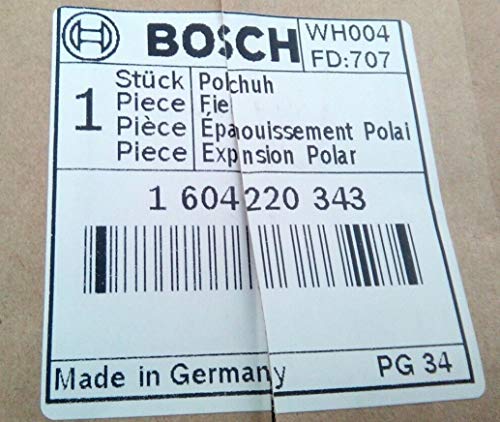 BOSCH
WH004
FD:707
1
Stück Polchuh
Piece Fiel
Pièce Épaouissement Polai
Piece Expnsion Polar
1 604 220 343
Made in Germany PG 34